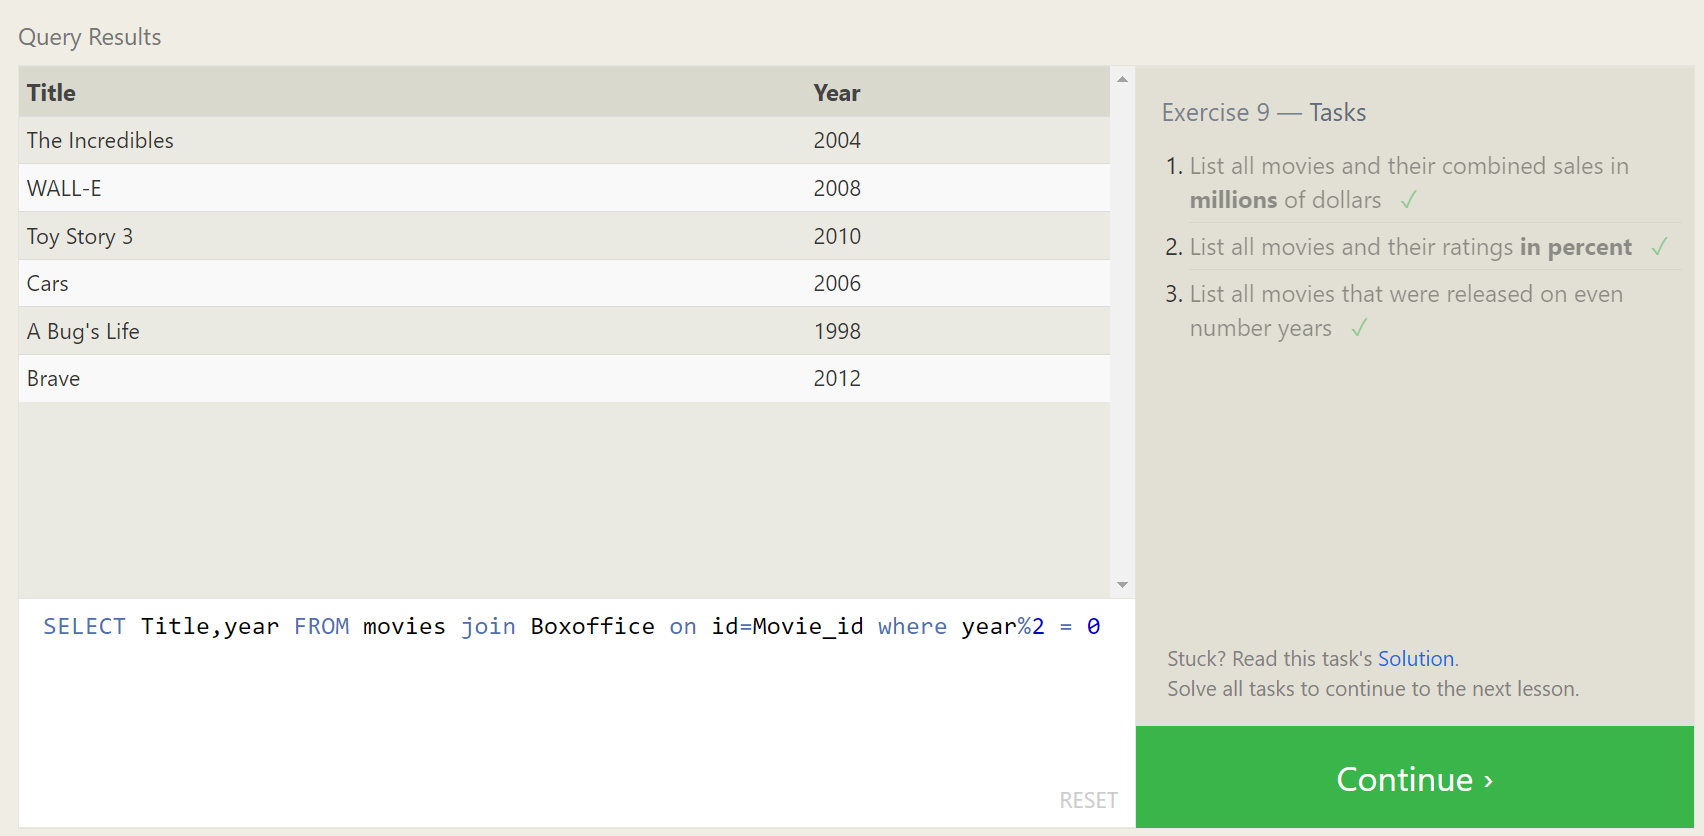 Query Results
Title Year
The Incredibles 2004
WALL-E 2008
Toy Story 3 2010
Cars 2006
A Bug's Life 1998
Brave 2012
SELECT Title,year FROM movies join Boxoffice on id=Movie_id where year%2 = 0
RESET
Exercise 9 — Tasks
1. List all movies and their combined sales in
millions of dollars ✓
2. List all movies and their ratings in percent ✓
3. List all movies that were released on even
number years ✓
Stuck? Read this task's Solution.
Solve all tasks to continue to the next lesson.
Continue ›